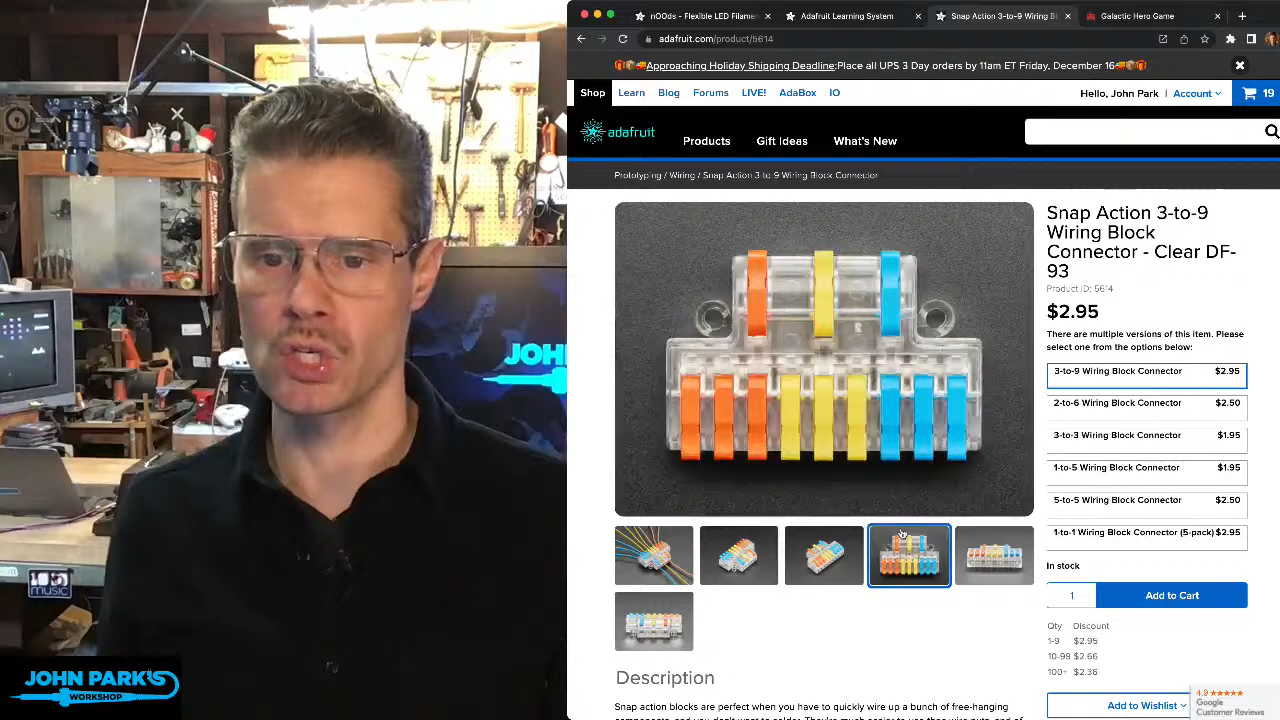 nOOds - Flexible LED Filamen
Adafruit Learning System
Snap Action 3-to-9 Wiring Bl
Galactic Hero Scene
adafruit.com/product/5614
Approaching Holiday Shipping Deadline: Place all UPS 3 Day orders by 11am ET Friday, December 16
Shop Learn Blog Forums LIVE! AdaBox IO
Hello, John Park | Account 19
adafruit Products Gift Ideas What's New
Prototyping / Wiring / Snap Action 3 to 9 Wiring Block Connector
Snap Action 3-to-9
Wiring Block
Connector - Clear DF-
93
Product ID: 5614
$2.95
There are multiple versions of this item. Please
select one from the options below:
3-to-9 Wiring Block Connector $2.95
2-to-6 Wiring Block Connector $2.50
3-to-3 Wiring Block Connector $1.95
1-to-5 Wiring Block Connector $1.95
5-to-5 Wiring Block Connector $2.50
1-to-1 Wiring Block Connector (5-pack) $2.95
In stock
1 Add to Cart
Qty Discount
1-9 $2.95
10-99 $2.66
100+ $2.36
Add to Wishlist
4.9
Google
Customer Reviews
Description
Snap action blocks are perfect when you have to quickly wire up a bunch of free-hanging
JOH
music
JOHN PARK'S
WORKSHOP